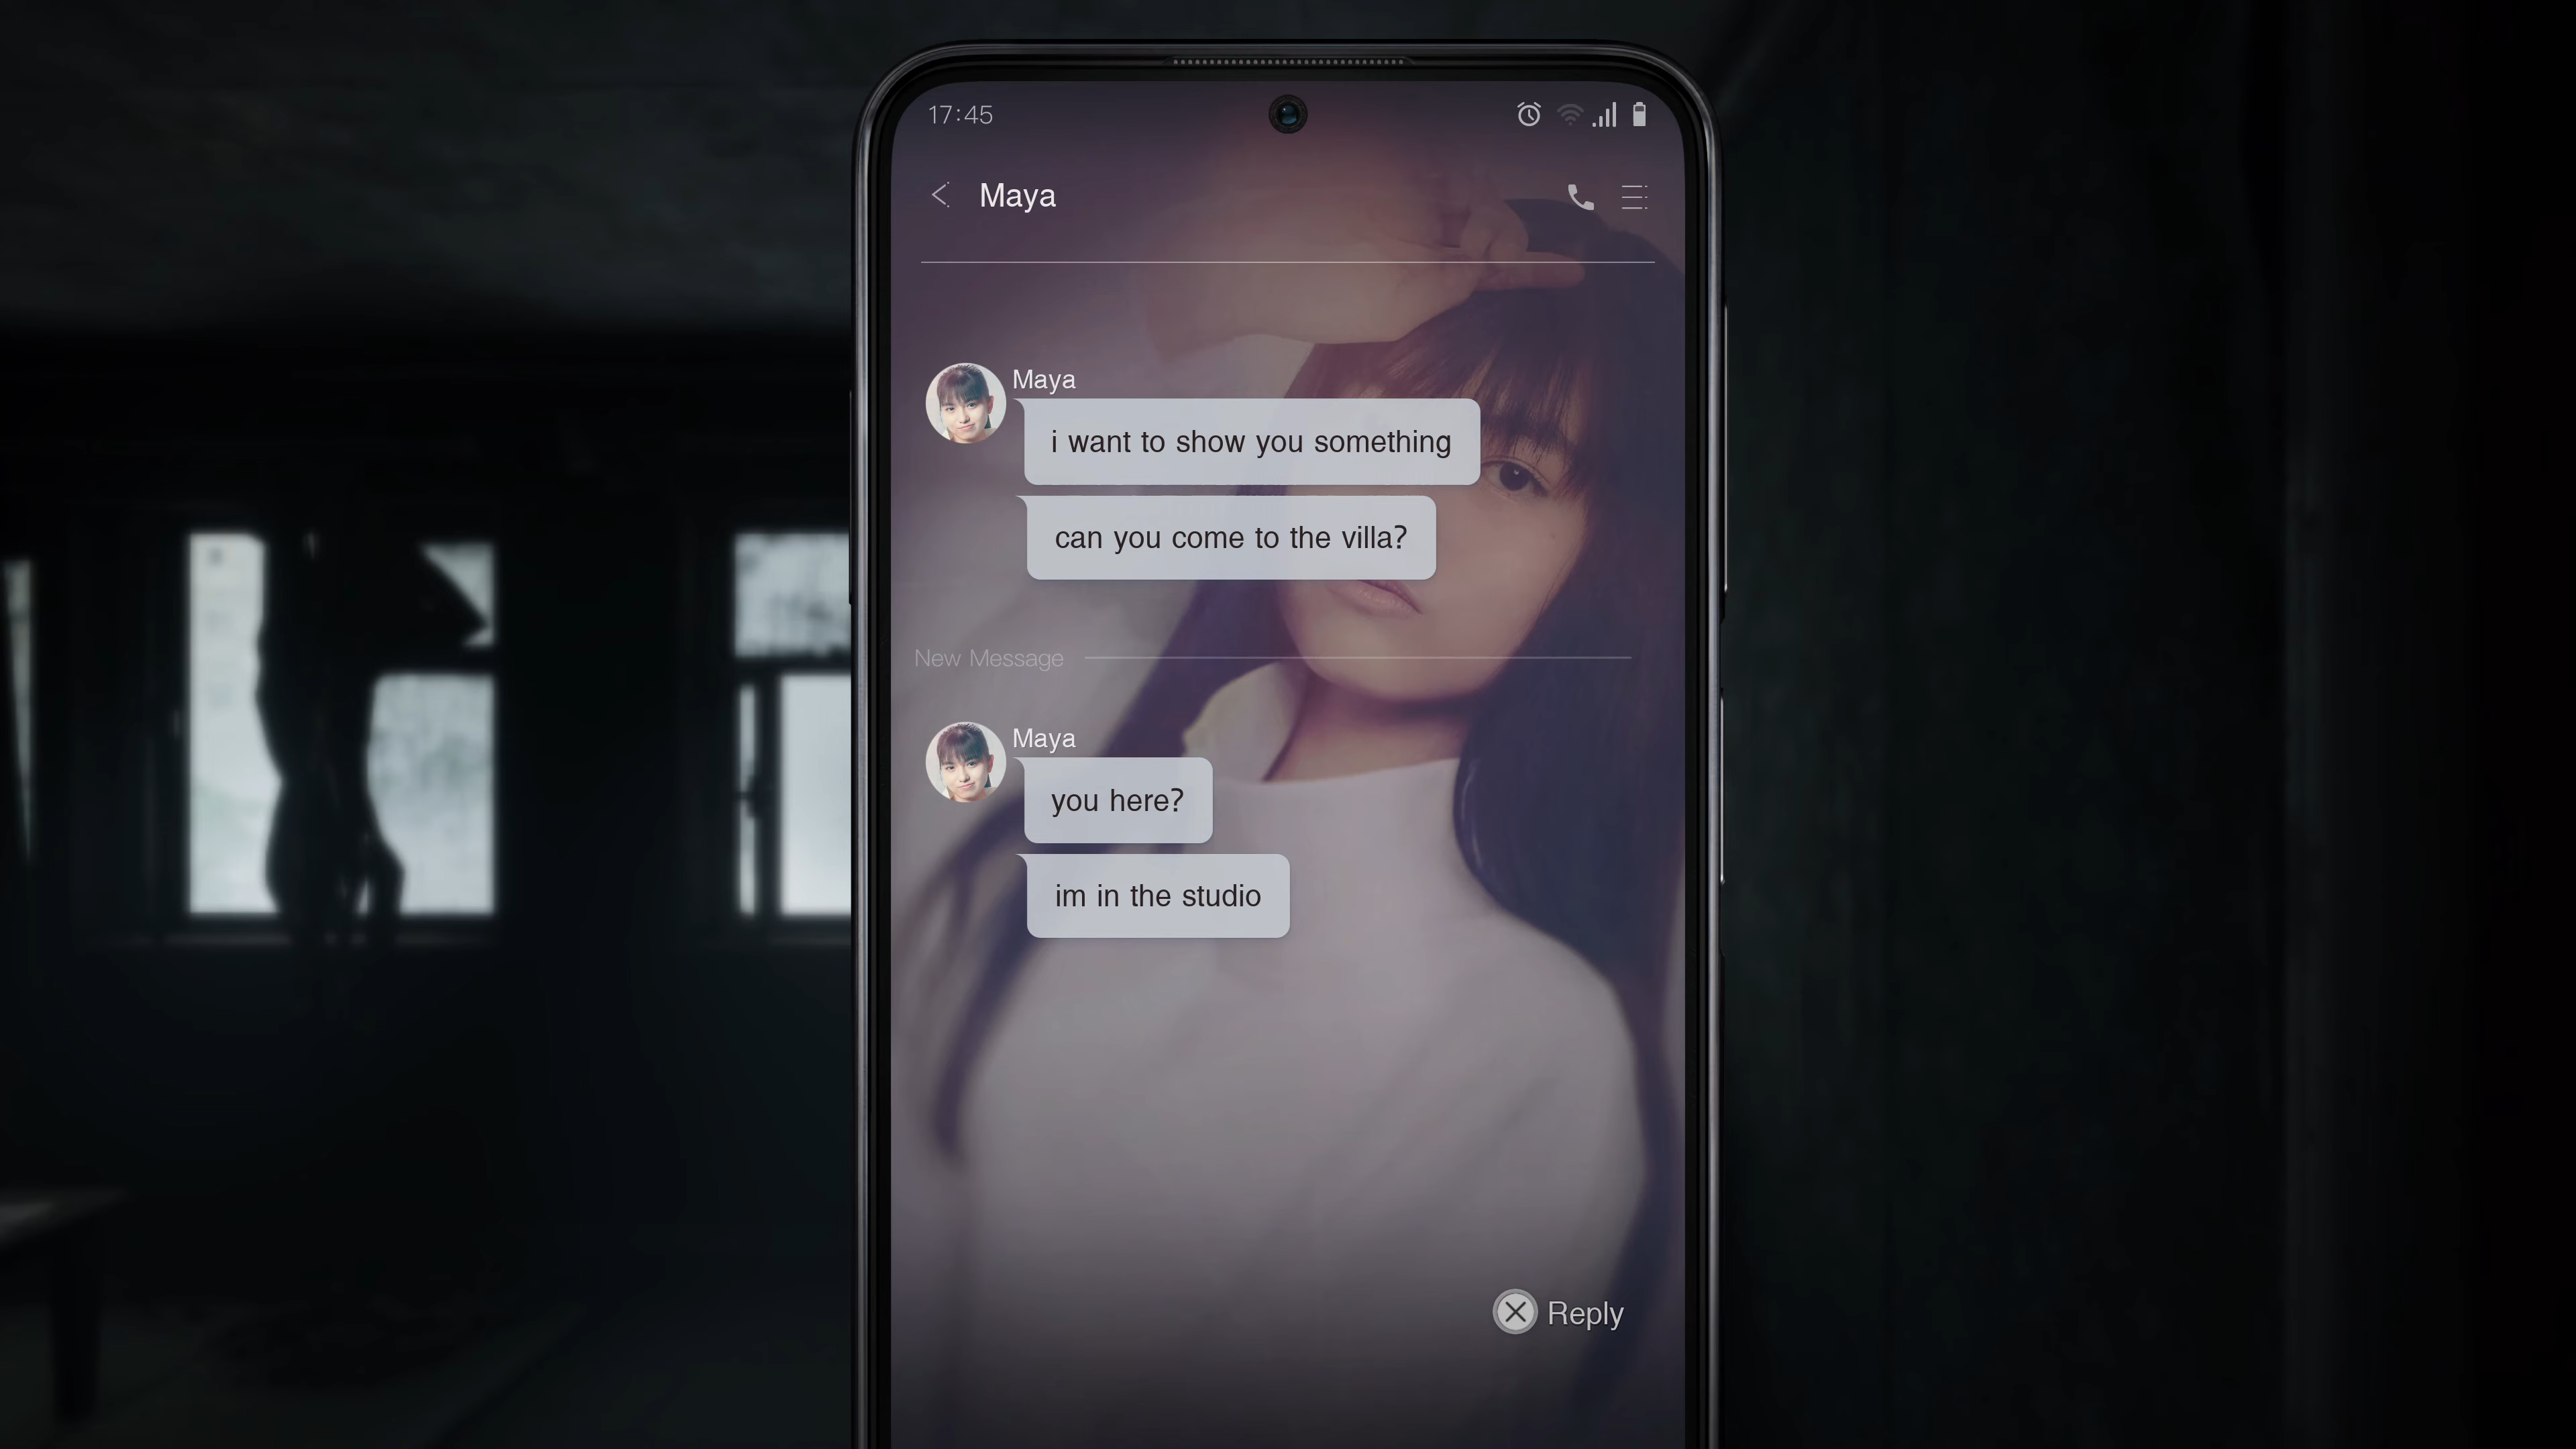 17:45
Maya
Maya
i want to show you something
can you come to the villa?
New Message
Maya
you here?
im in the studio
Reply